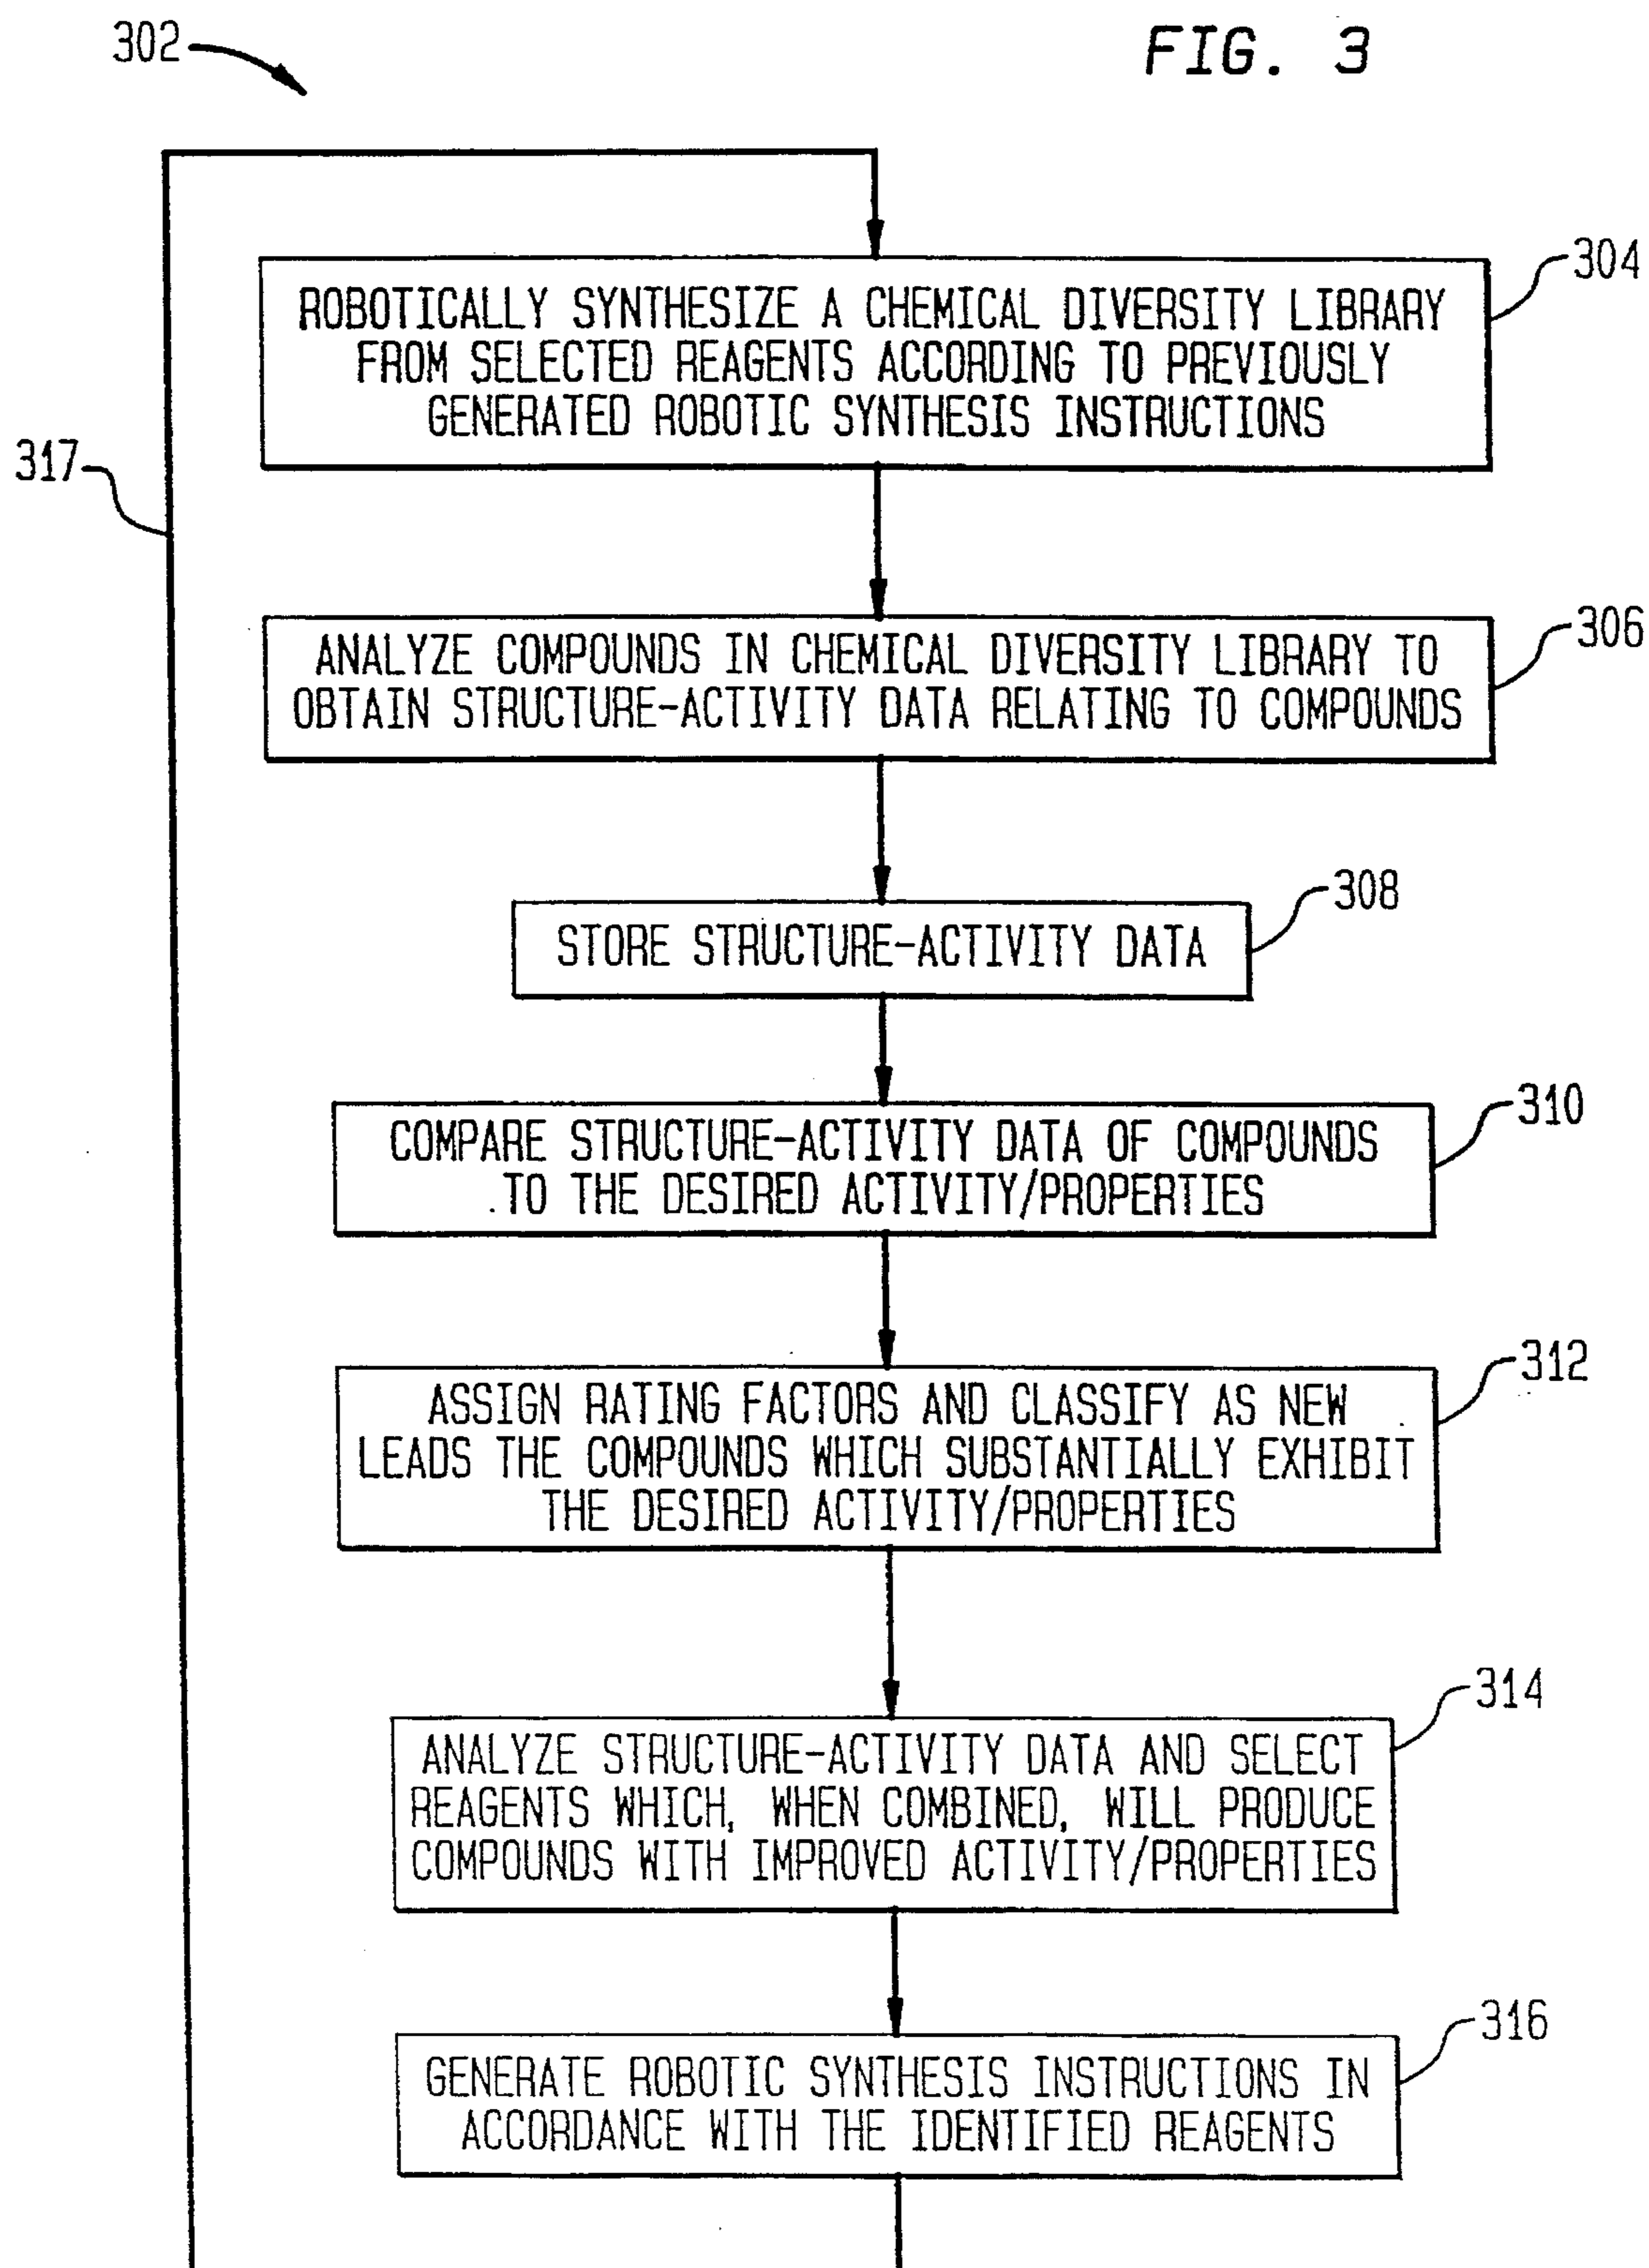 302
FIG. 3
304
ROBOTICALLY SYNTHESIZE A CHEMICAL DIVERSITY LIBRARY
FROM SELECTED REAGENTS ACCORDING TO PREVIOUSLY
GENERATED ROBOTIC SYNTHESIS INSTRUCTIONS
317
306
ANALYZE COMPOUNDS IN CHEMICAL DIVERSITY LIBRARY TO
OBTAIN STRUCTURE-ACTIVITY DATA RELATING TO COMPOUNDS
308
STORE STRUCTURE-ACTIVITY DATA
310
COMPARE STRUCTURE-ACTIVITY DATA OF COMPOUNDS
TO THE DESIRED ACTIVITY/PROPERTIES
312
ASSIGN RATING FACTORS AND CLASSIFY AS NEW
LEADS THE COMPOUNDS WHICH SUBSTANTIALLY EXHIBIT
THE DESIRED ACTIVITY/PROPERTIES
314
ANALYZE STRUCTURE-ACTIVITY DATA AND SELECT
REAGENTS WHICH, WHEN COMBINED, WILL PRODUCE
COMPOUNDS WITH IMPROVED ACTIVITY/PROPERTIES
316
GENERATE ROBOTIC SYNTHESIS INSTRUCTIONS IN
ACCORDANCE WITH THE IDENTIFIED REAGENTS